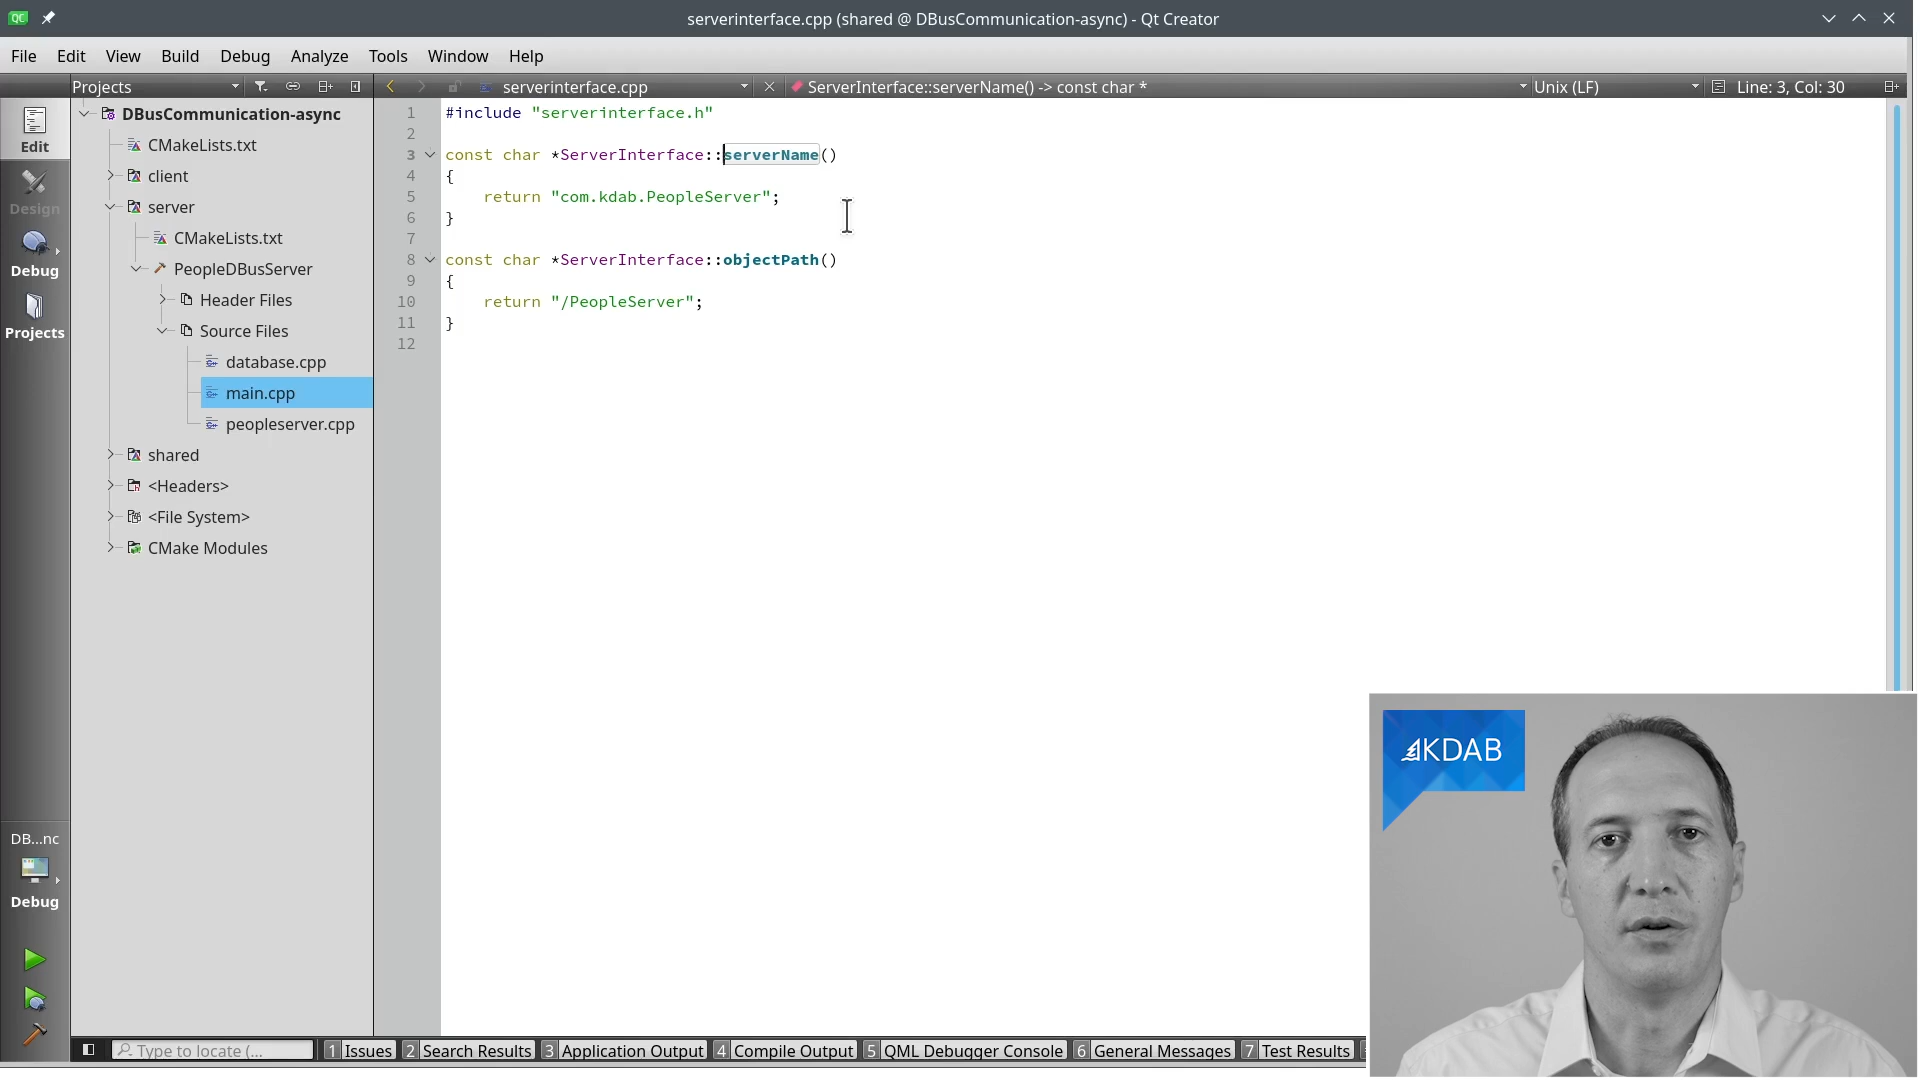 QC
serverinterface.cpp (shared @ DBusCommunication-async) - Qt Creator
File Edit View Build Debug Analyze Tools Window Help
Projects
serverinterface.cpp
ServerInterface::serverName() -> const char *
Unix (LF)
Line: 3, Col: 30
Edit
Design
Debug
Projects
DBusCommunication-async
CMakeLists.txt
client
server
CMakeLists.txt
PeopleDBusServer
Header Files
Source Files
database.cpp
main.cpp
peopleserver.cpp
shared
<Headers>
<File System>
CMake Modules
1 #include "serverinterface.h"
2
3 const char *ServerInterface::serverName()
4 {
5 return "com.kdab.PeopleServer";
6 }
7
8 const char *ServerInterface::objectPath()
9 {
10 return "/PeopleServer";
11 }
12
KDAB
DB...nc
Debug
Type to locate (...
1 Issues 2 Search Results 3 Application Output 4 Compile Output 5 QML Debugger Console 6 General Messages 7 Test Results